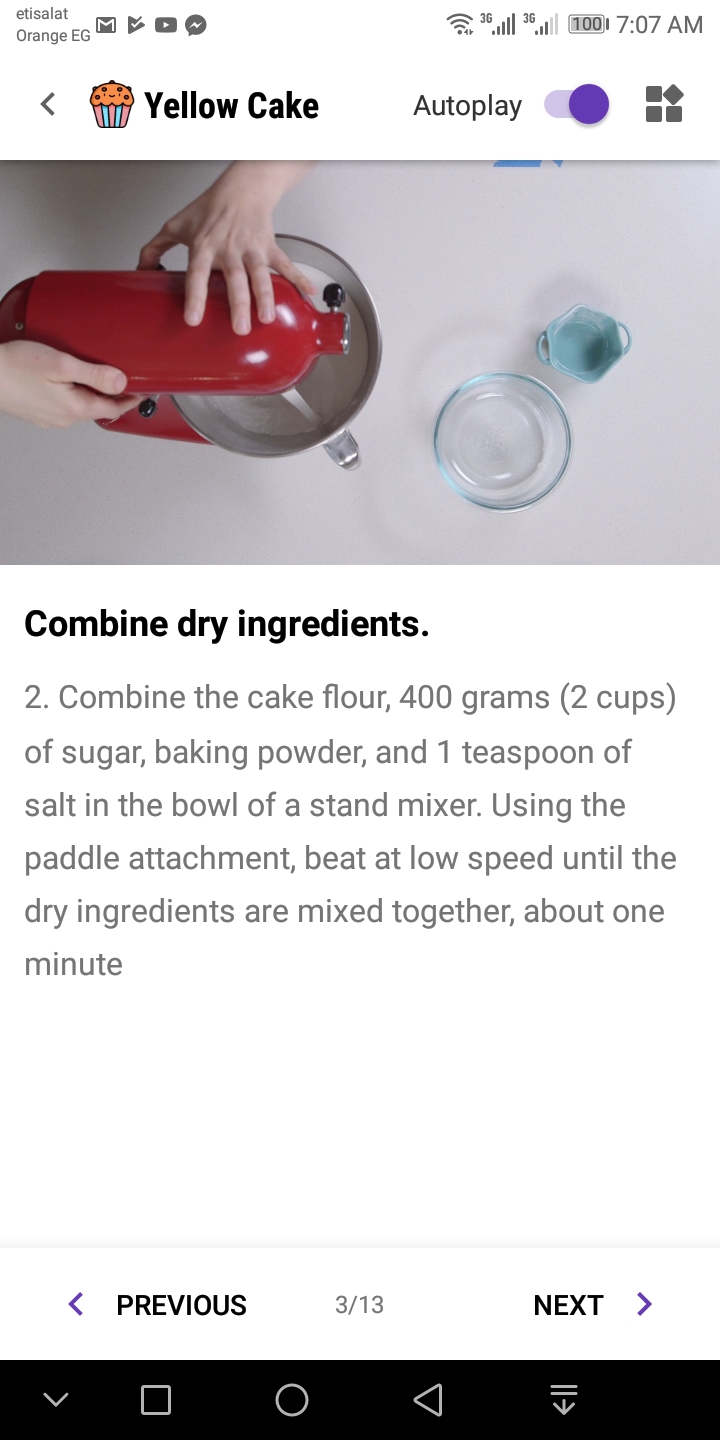 etisalat
Orange EG
3G 3G 100 7:07 AM
Yellow Cake Autoplay
Combine dry ingredients.
2. Combine the cake flour, 400 grams (2 cups)
of sugar, baking powder, and 1 teaspoon of
salt in the bowl of a stand mixer. Using the
paddle attachment, beat at low speed until the
dry ingredients are mixed together, about one
minute
PREVIOUS 3/13 NEXT